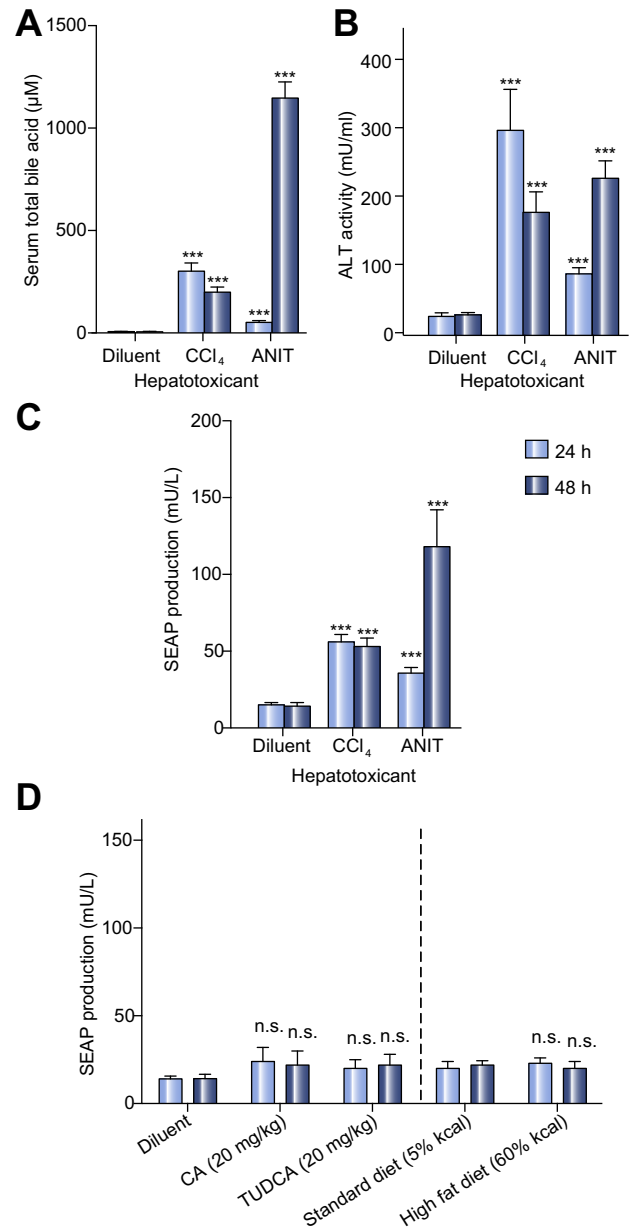 A
Serum total bile acid (μM)
1500
1000
500
0
***
***
***
***
Diluent CCl₄ ANIT
Hepatotoxicant
B
ALT activity (mU/ml)
400
300
200
100
0
***
***
***
***
Diluent CCl₄ ANIT
Hepatotoxicant
C
SEAP production (mU/L)
200
150
100
50
0
***
*** ***
***
Diluent CCl₄ ANIT
Hepatotoxicant
24 h
48 h
D
SEAP production (mU/L)
150
100
50
0
n.s. n.s.
n.s. n.s.
n.s. n.s.
Diluent
CA (20 mg/kg)
TUDCA (20 mg/kg)
Standard diet (5% kcal)
High fat diet (60% kcal)